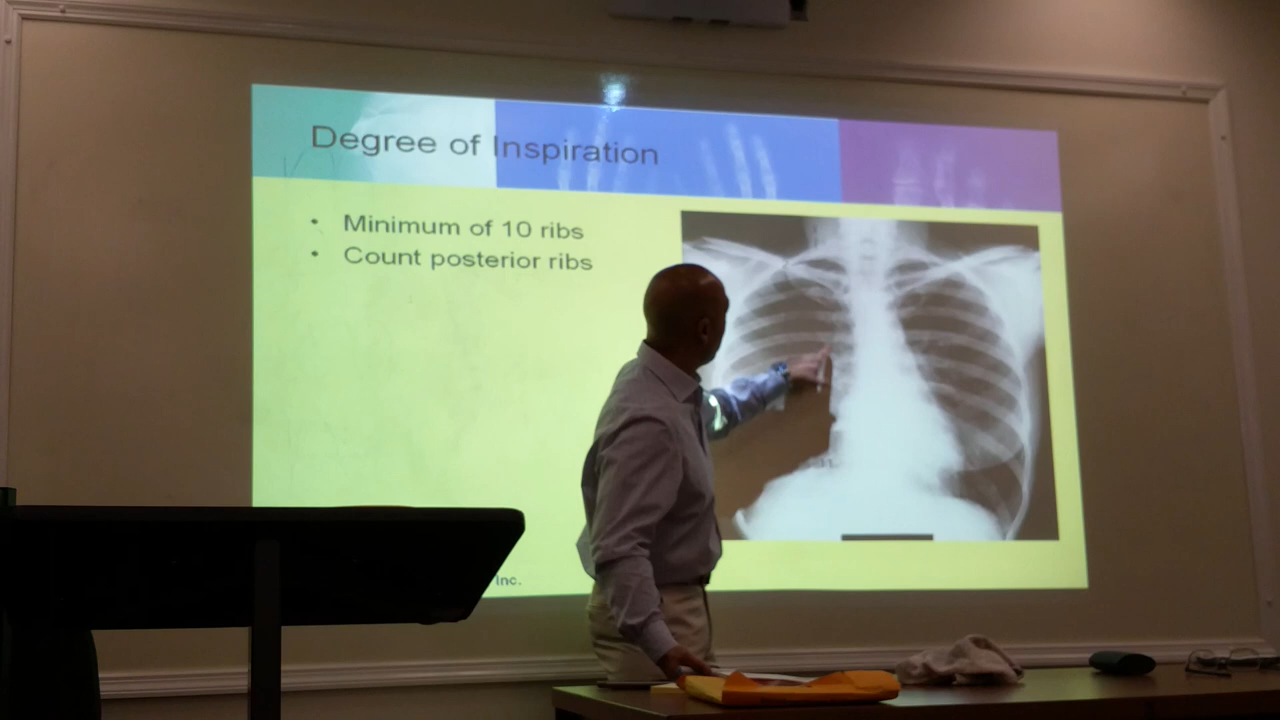 Degree of Inspiration
• Minimum of 10 ribs
• Count posterior ribs
Inc.